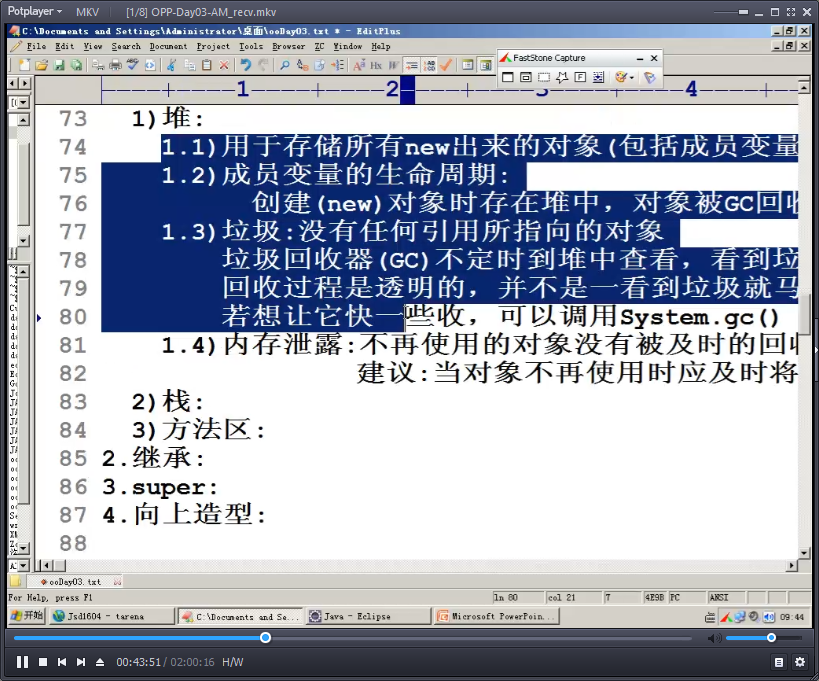 Potplayer MKV [1/8] OPP-Day03-AM_recv.mkv
C:\Documents and Settings\Administrator\桌面\ooDay03.txt * - EditPlus
File Edit View Search Document Project Tools Browser ZC Window Help
FastStone Capture
1 2 3 4
73 1)堆:
74 1.1)用于存储所有new出来的对象(包括成员变量
75 1.2)成员变量的生命周期:
76 创建(new)对象时存在堆中，对象被GC回收
77 1.3)垃圾:没有任何引用所指向的对象
78 垃圾回收器(GC)不定时到堆中查看，看到垃
79 回收过程是透明的，并不是一看到垃圾就马
80 若想让它快一些收，可以调用System.gc()
81 1.4)内存泄露:不再使用的对象没有被及时的回收
82 建议:当对象不再使用时应及时将
83 2)栈:
84 3)方法区:
85 2.继承:
86 3.super:
87 4.向上造型:
88
ooDay03.txt
For Help, press F1 ln 80 col 21 T 4E9B PC ANSI
开始 Jsd1604 - tarena C:\Documents and Se... Java - Eclipse Microsoft PowerPoin... 09:44
00:43:51 / 02:00:16 H/W